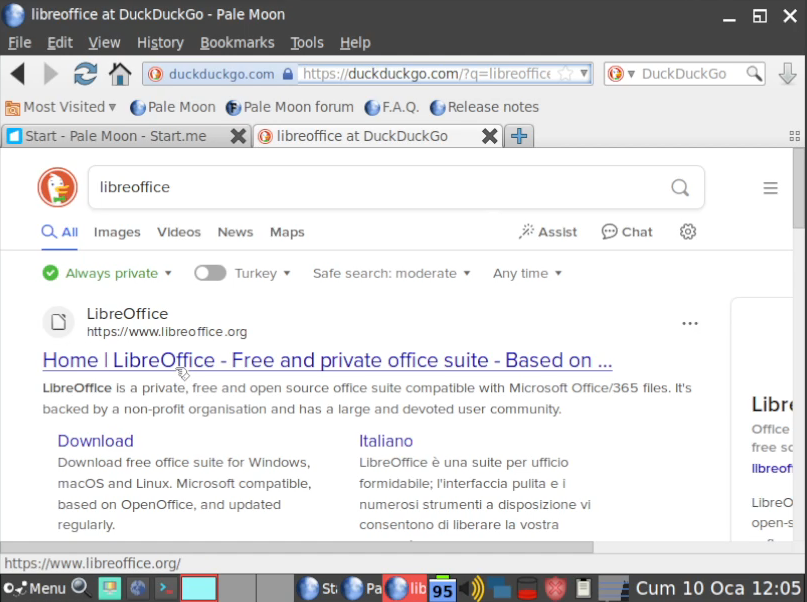 libreoffice at DuckDuckGo - Pale Moon
File Edit View History Bookmarks Tools Help
duckduckgo.com https://duckduckgo.com/?q=libreoffice DuckDuckGo
Most Visited Pale Moon Pale Moon forum F.A.Q. Release notes
Start - Pale Moon - Start.me libreoffice at DuckDuckGo
libreoffice
All Images Videos News Maps Assist Chat
Always private Turkey Safe search: moderate Any time
LibreOffice
https://www.libreoffice.org
Home | LibreOffice - Free and private office suite - Based on ...
LibreOffice is a private, free and open source office suite compatible with Microsoft Office/365 files. It's
backed by a non-profit organisation and has a large and devoted user community.
Download
Download free office suite for Windows,
macOS and Linux. Microsoft compatible,
based on OpenOffice, and updated
regularly.
Italiano
LibreOffice è una suite per ufficio
formidabile; l'interfaccia pulita e i
numerosi strumenti a disposizione vi
consentono di liberare la vostra
Libre
Office
free so
libreof
LibreO
open-s
https://www.libreoffice.org/
Menu St Pa lib 95 Cum 10 Oca 12:05